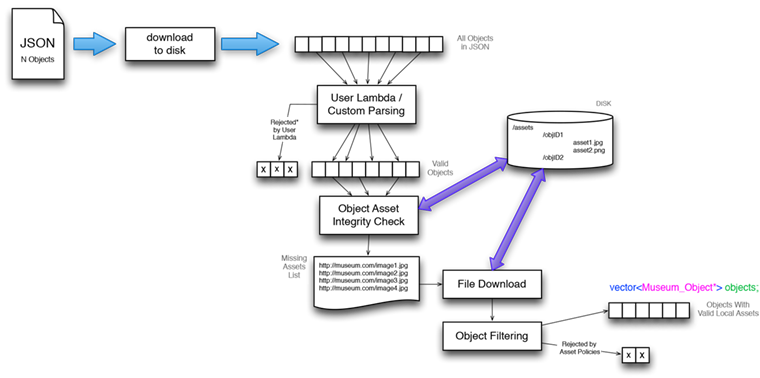 JSON
N Objects
download
to disk
All Objects
in JSON
User Lambda /
Custom Parsing
Rejected*
by User
Lambda
X X X
Valid
Objects
DISK
/assets
/objID1
asset1.jpg
asset2.png
/objID2
Object Asset
Integrity Check
Missing
Assets
List
http://museum.com/image1.jpg
http://museum.com/image2.jpg
http://museum.com/image3.jpg
http://museum.com/image4.jpg
File Download
vector<Museum_Object*> objects;
Objects With
Valid Local Assets
Object Filtering
Rejected by
Asset Policies
X X